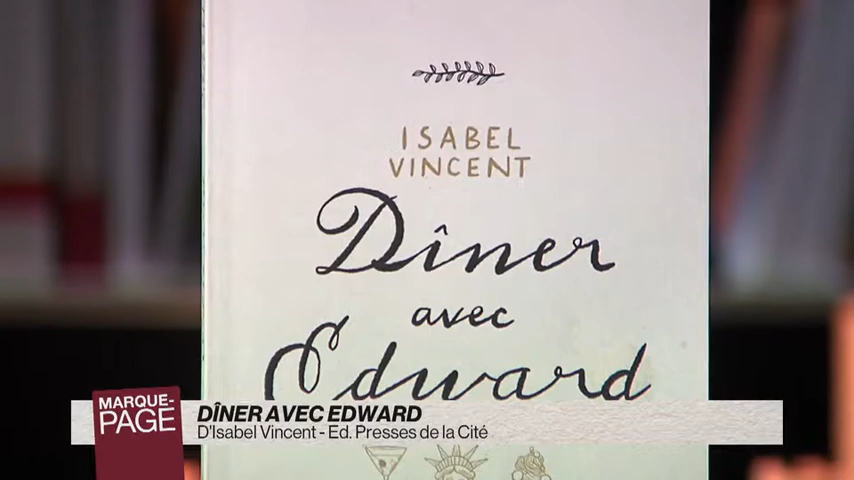 ISABEL
VINCENT
Dîner
avec
Edward
MARQUE-
PAGE
DÎNER AVEC EDWARD
D'Isabel Vincent - Ed. Presses de la Cité